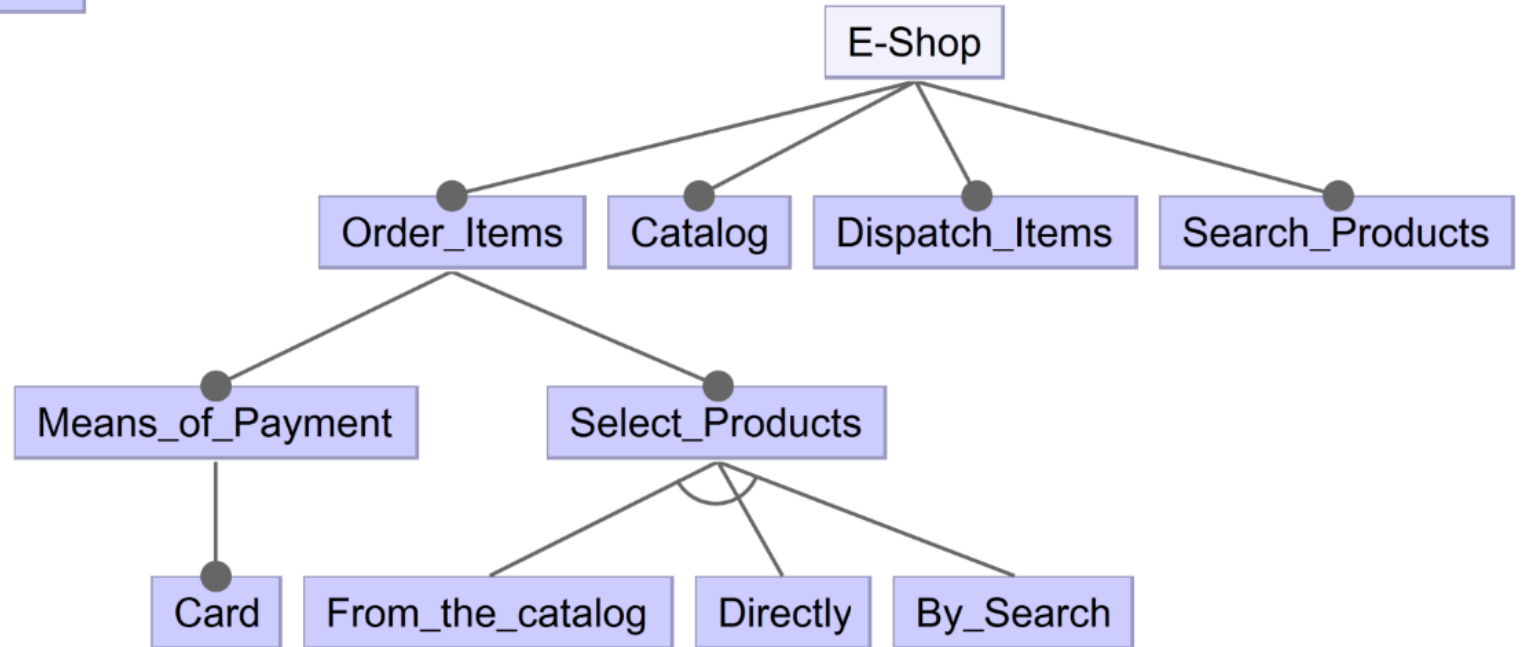 E-Shop
Order_Items
Catalog
Dispatch_Items
Search_Products
Means_of_Payment
Select_Products
Card
From_the_catalog
Directly
By_Search